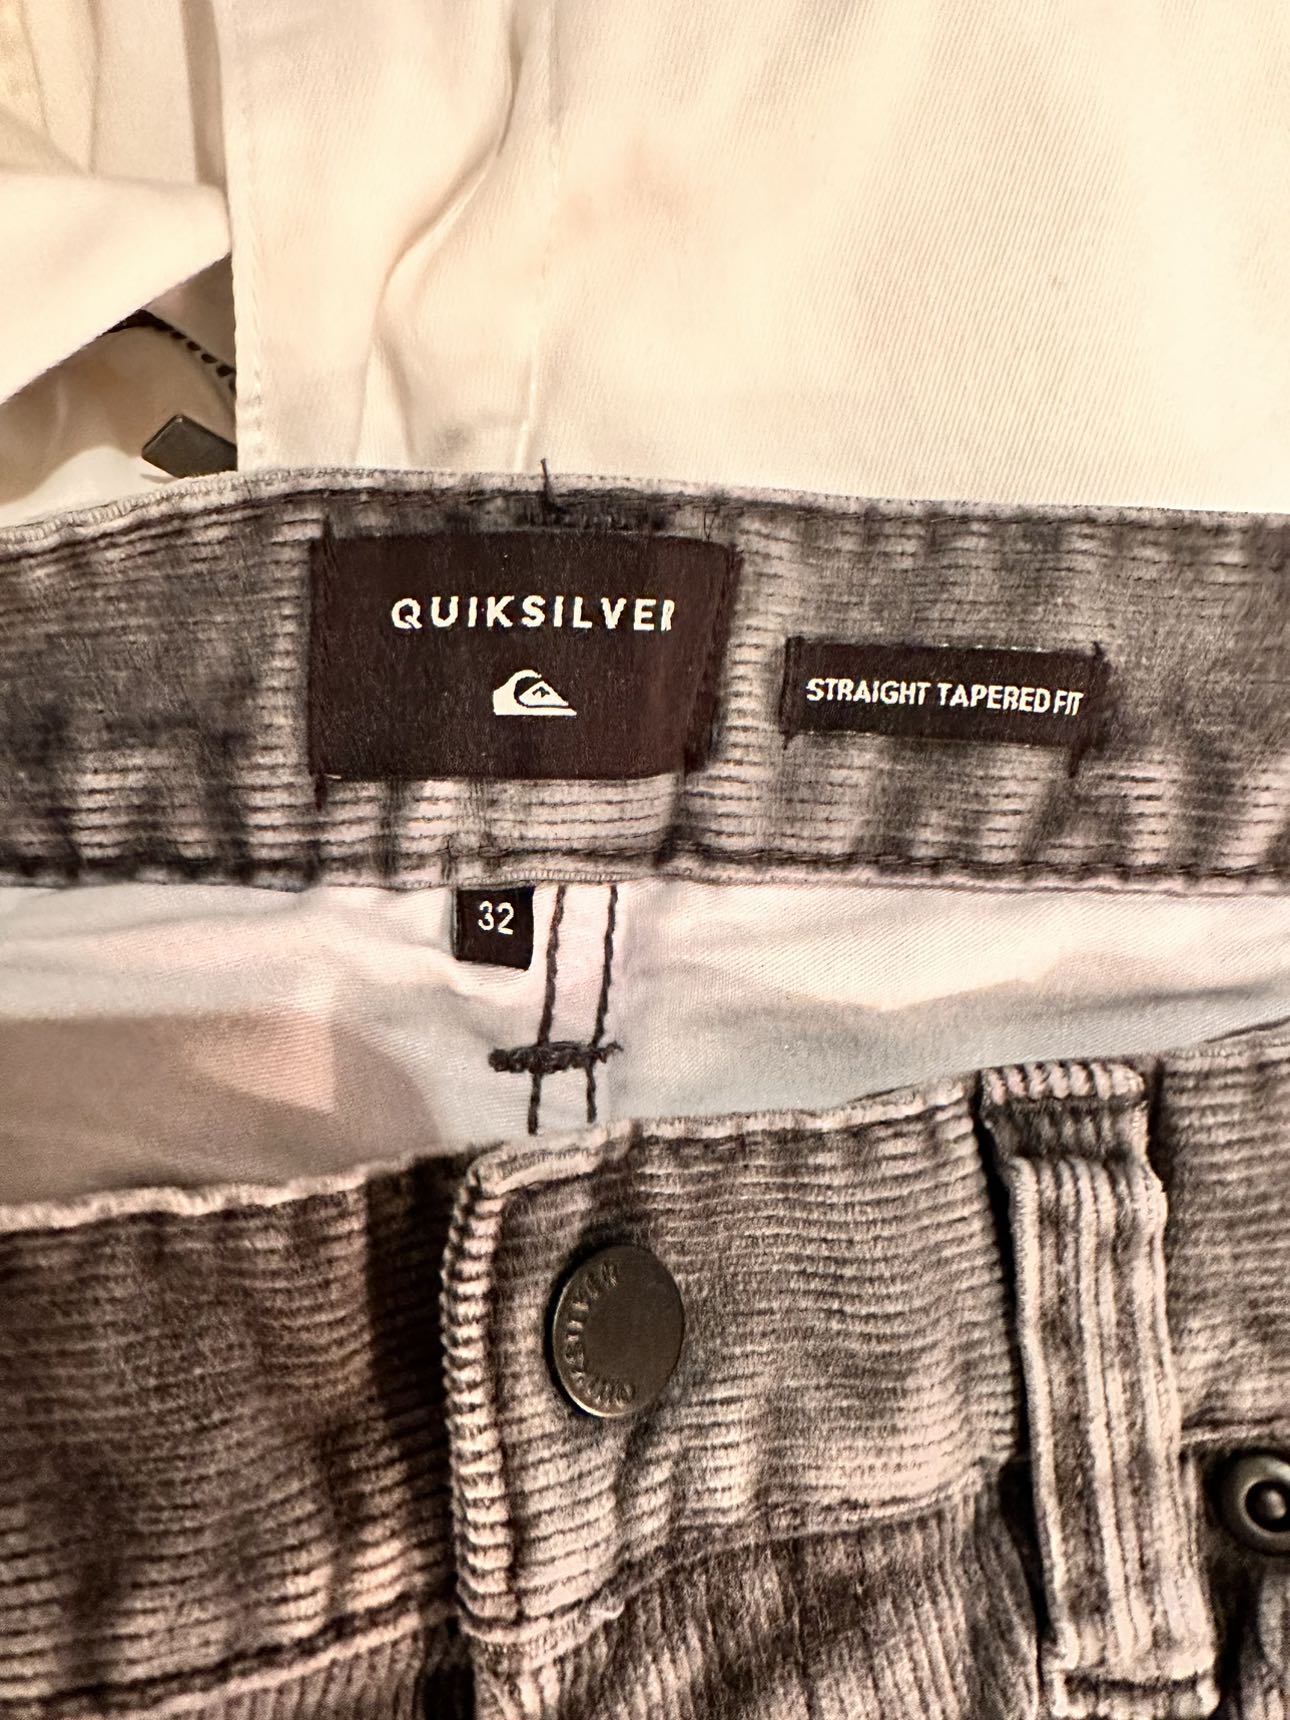 QUIKSILVER
STRAIGHT TAPERED FIT
32